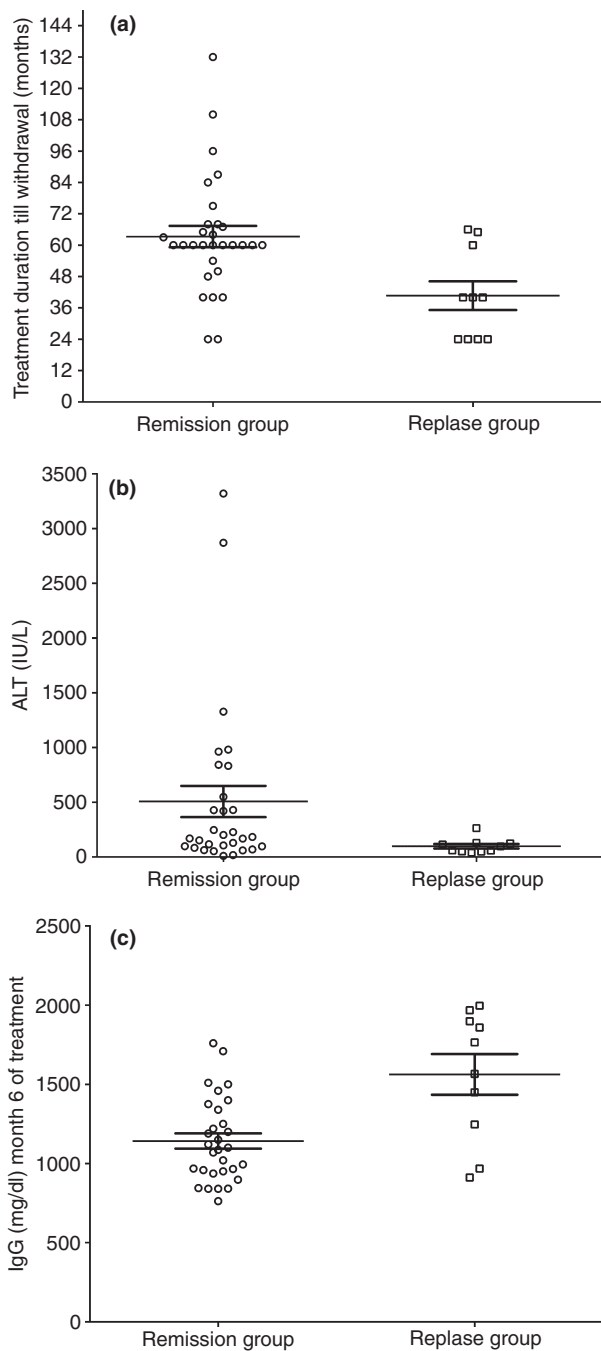 (a)
Treatment duration till withdrawal (months)
144
132
120
108
96
84
72
60
48
36
24
12
0
Remission group
Replase group
(b)
ALT (IU/L)
3500
3000
2500
2000
1500
1000
500
0
Remission group
Replase group
(c)
IgG (mg/dl) month 6 of treatment
2500
2000
1500
1000
500
0
Remission group
Replase group